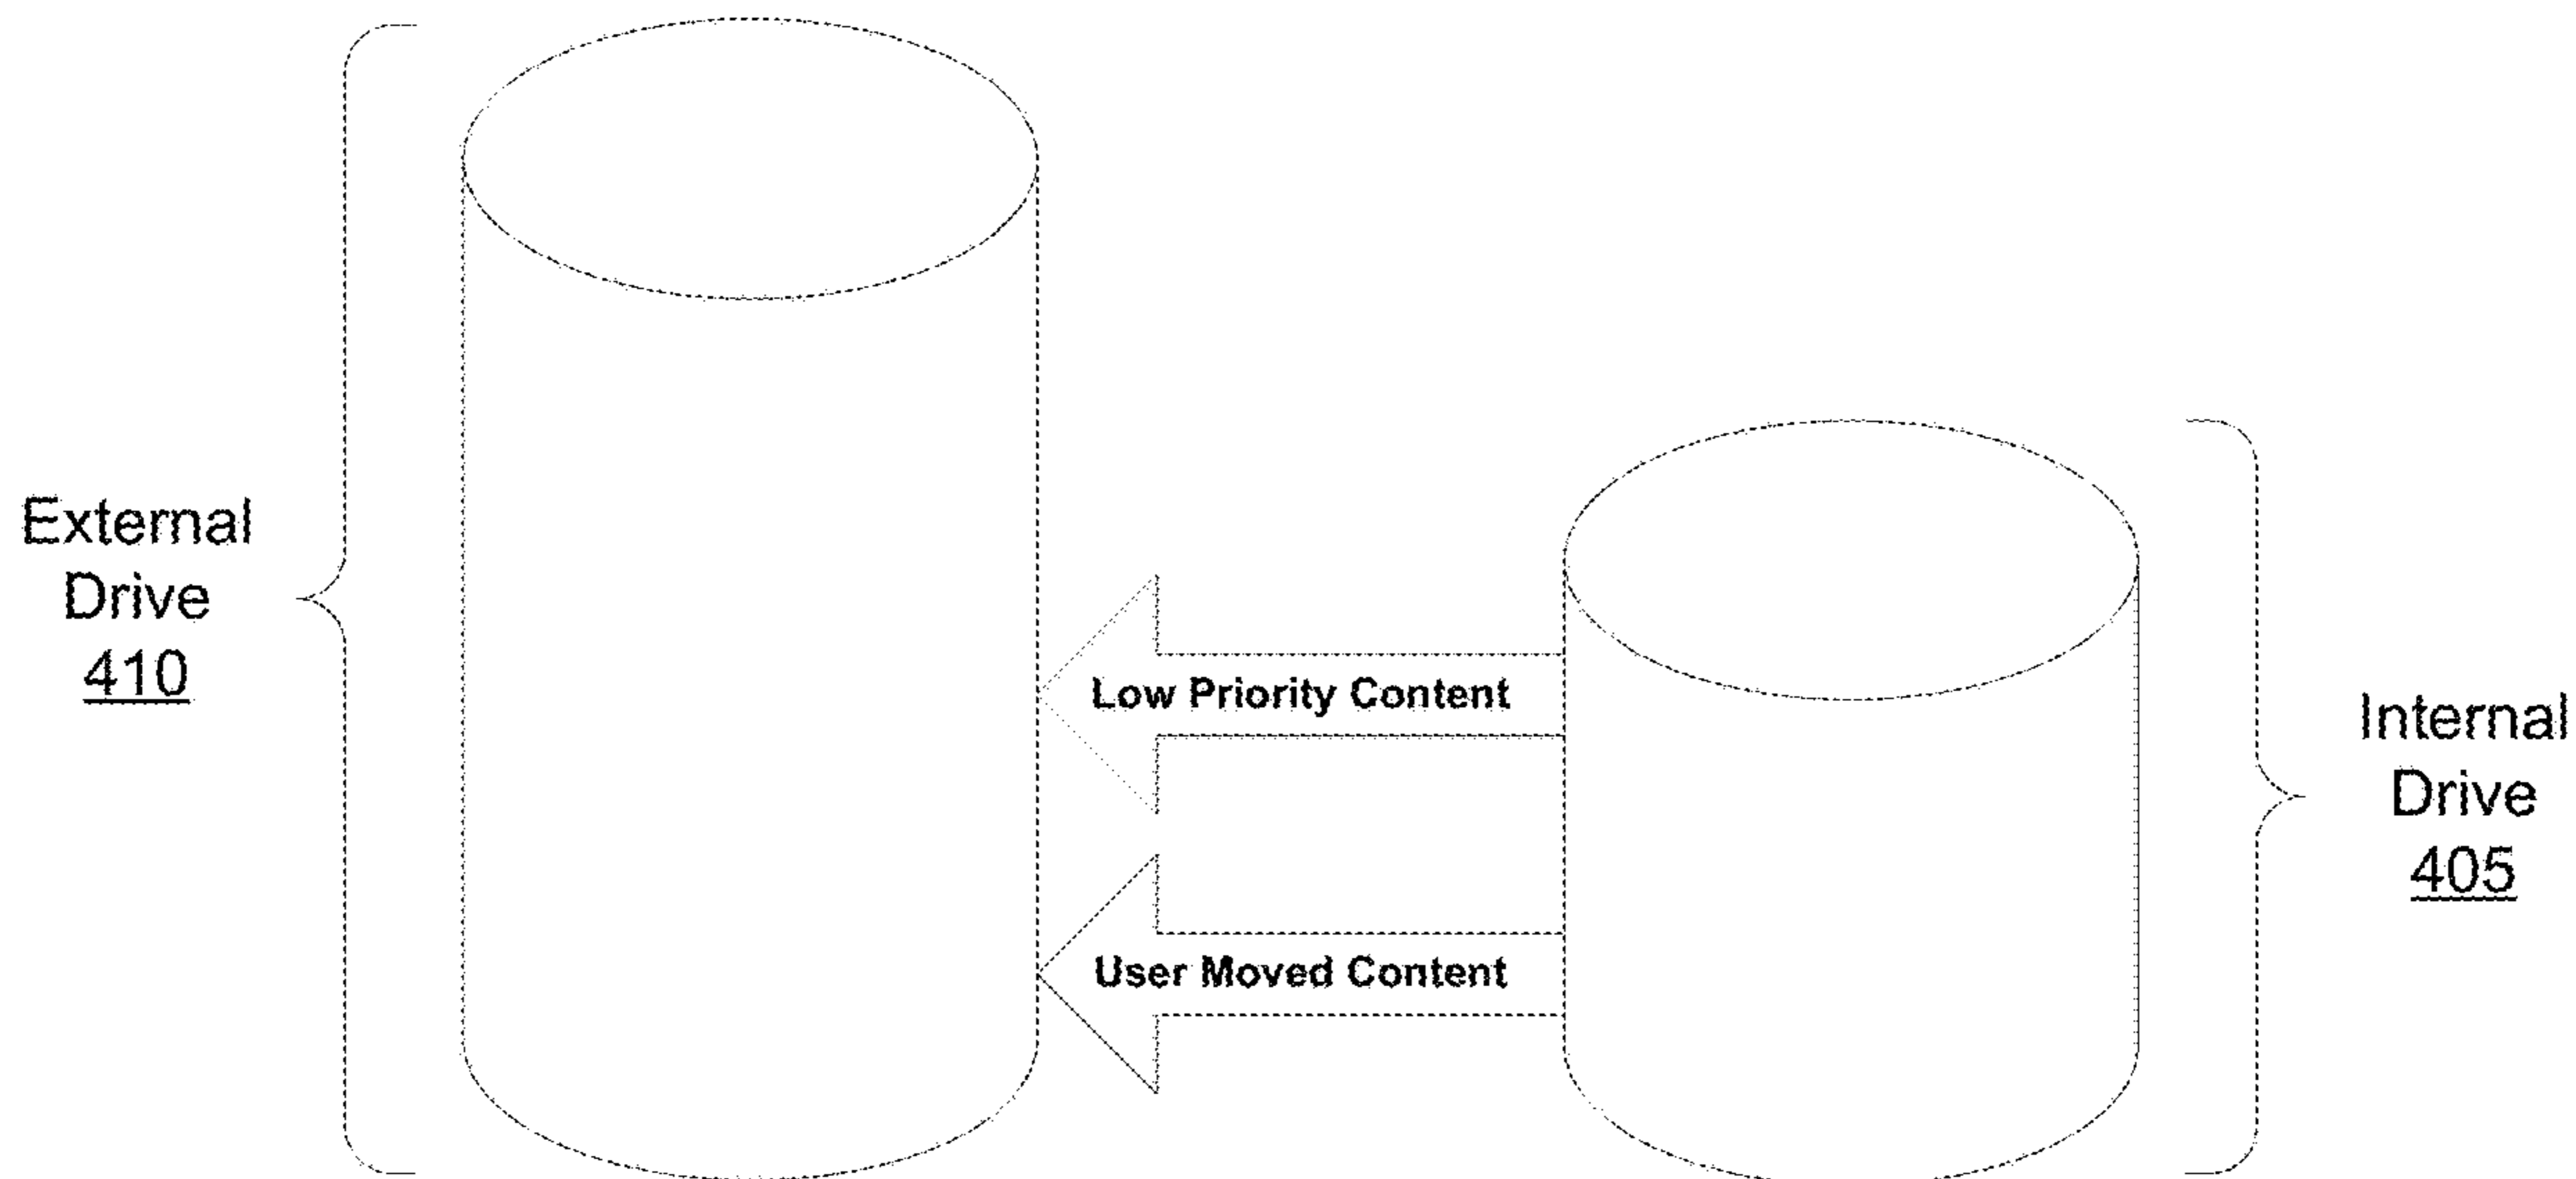 External
Drive
410
Low Priority Content
User Moved Content
Internal
Drive
405